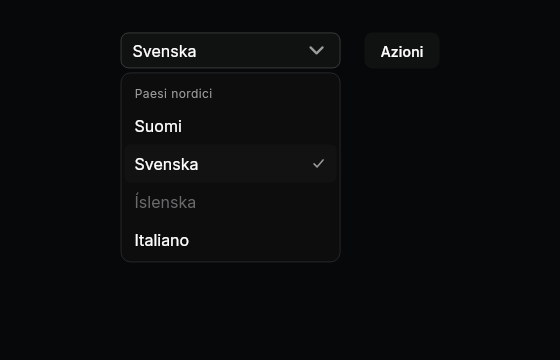 Svenska
Azioni
Paesi nordici
Suomi
Svenska
Íslenska
Italiano